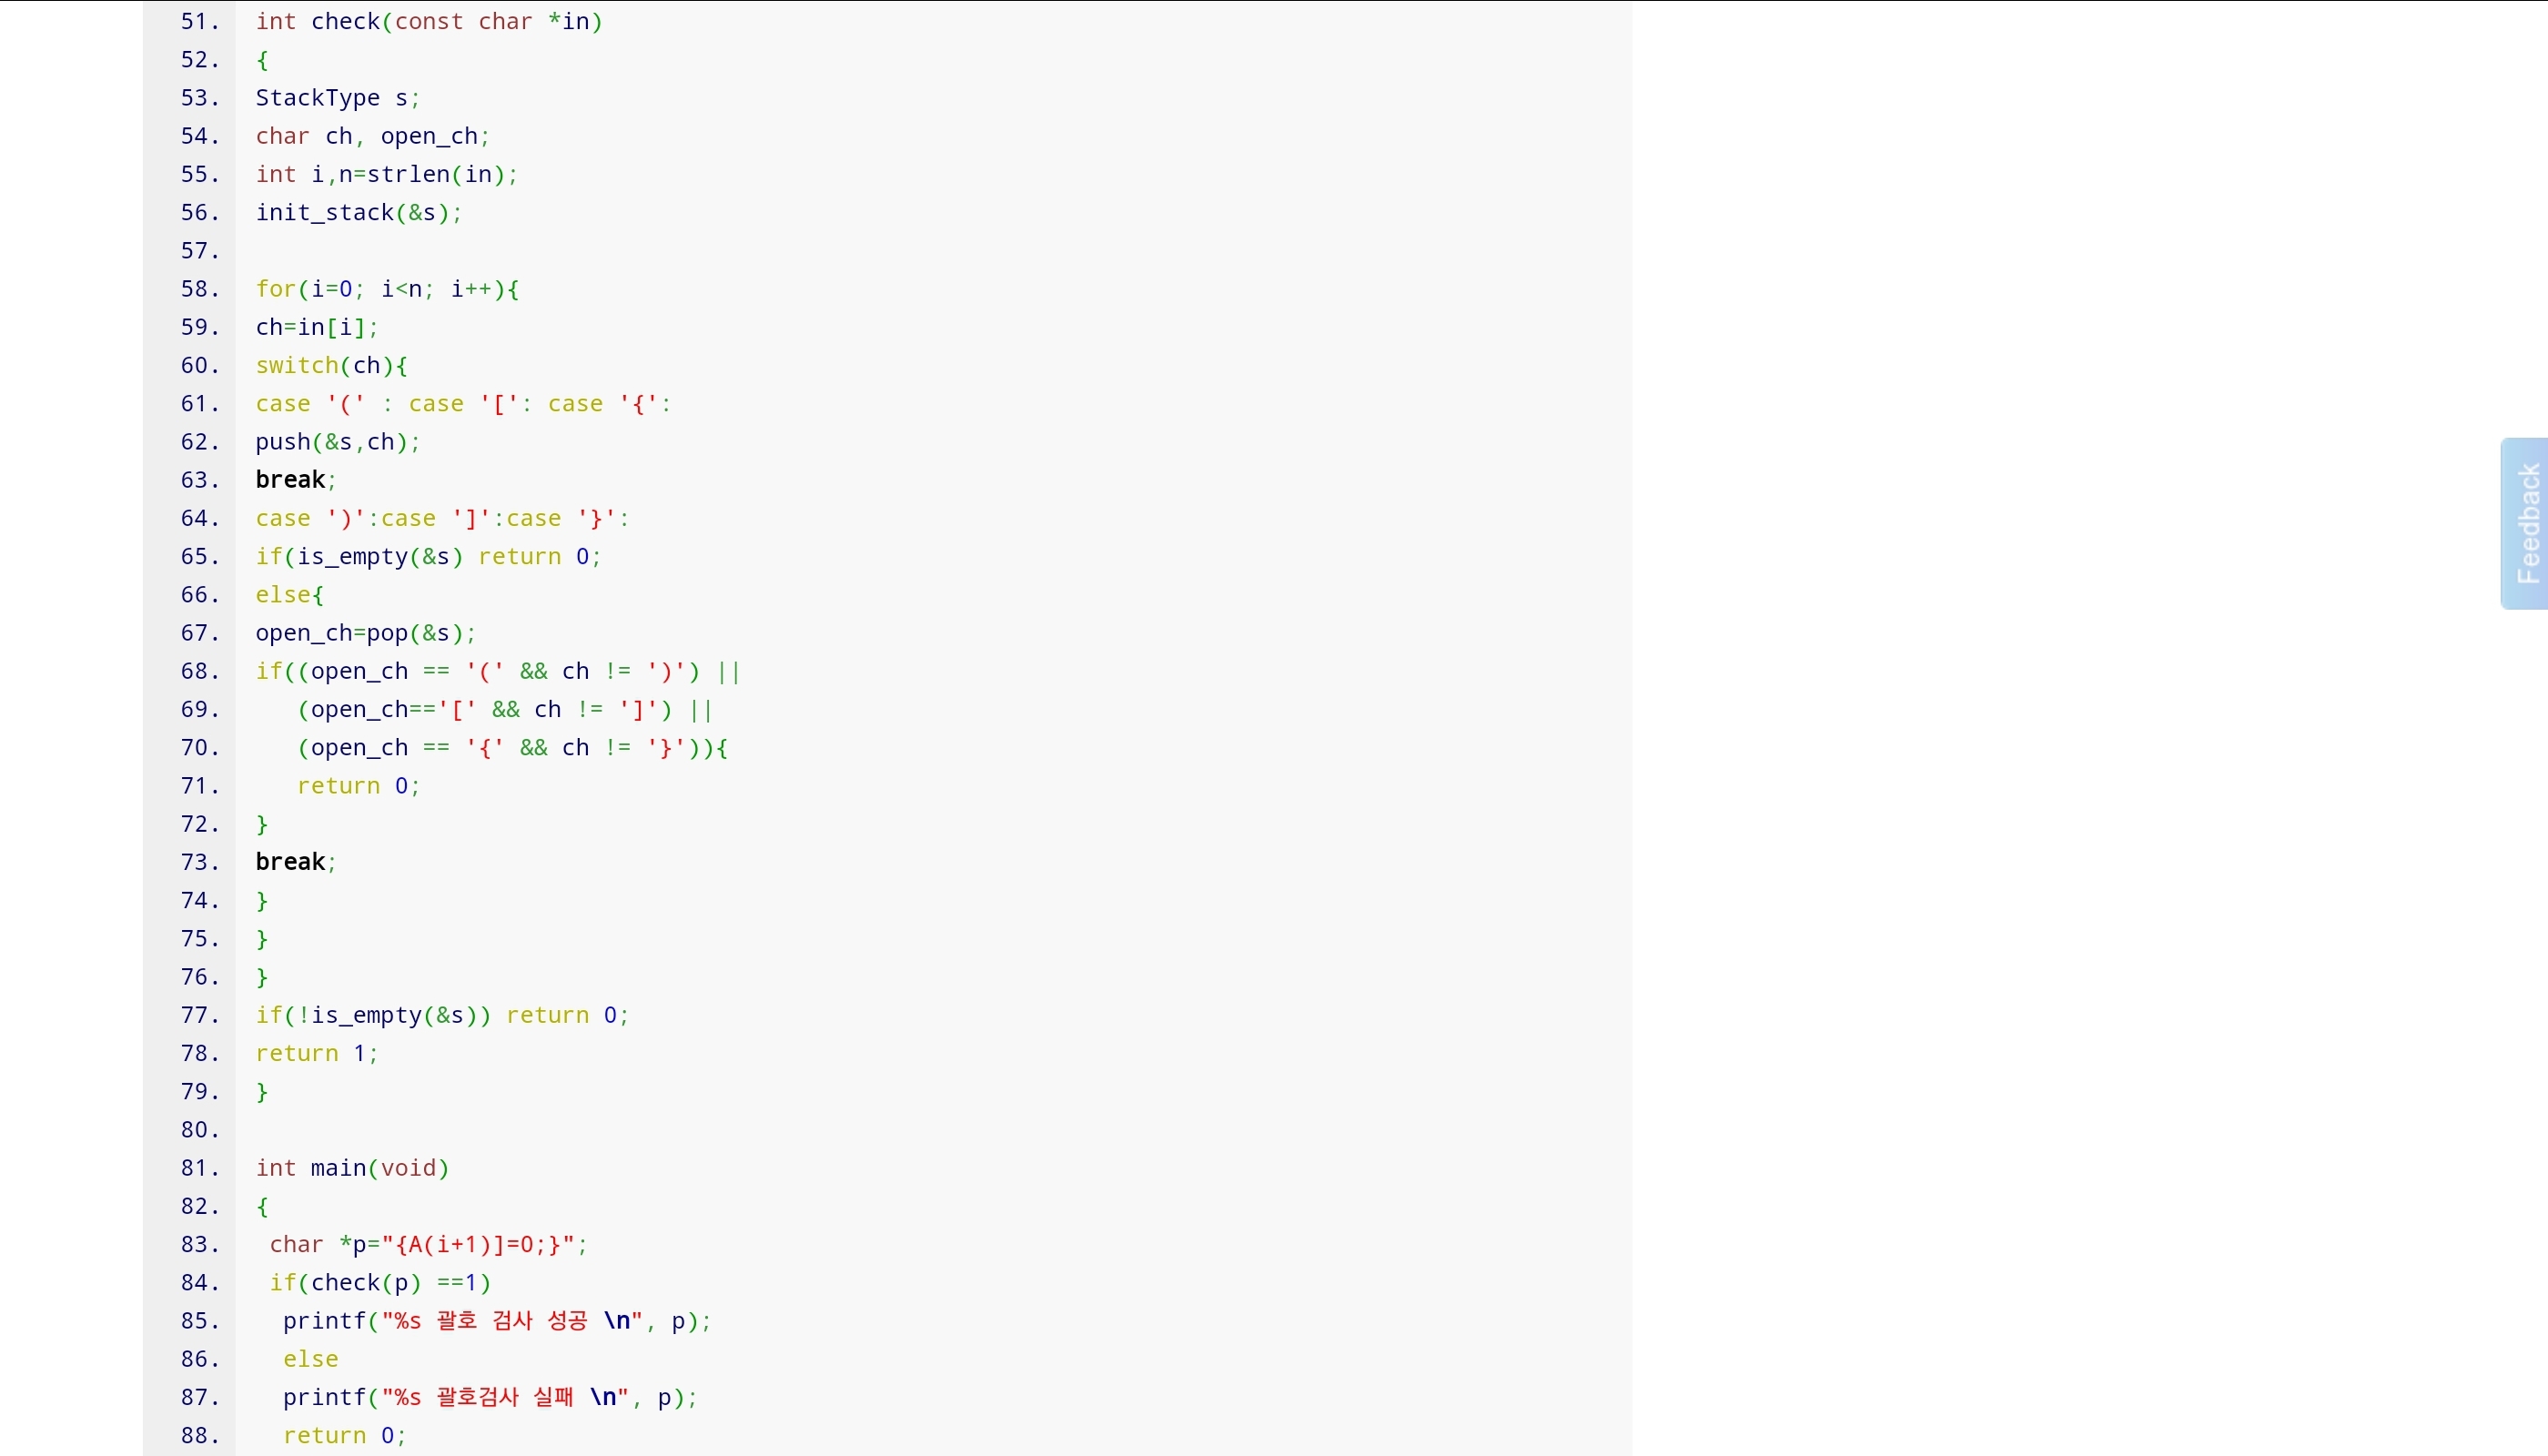 51. int check(const char *in)
52. {
53. StackType s;
54. char ch, open_ch;
55. int i,n=strlen(in);
56. init_stack(&s);
57.
58. for(i=0; i<n; i++){
59. ch=in[i];
60. switch(ch){
61. case '(' : case '[': case '{':
62. push(&s,ch);
63. break;
64. case ')':case ']':case '}':
65. if(is_empty(&s) return 0;
66. else{
67. open_ch=pop(&s);
68. if((open_ch == '(' && ch != ')') ||
69.    (open_ch=='[' && ch != ']') ||
70.    (open_ch == '{' && ch != '}')){
71.    return 0;
72. }
73. break;
74. }
75. }
76. }
77. if(!is_empty(&s)) return 0;
78. return 1;
79. }
80.
81. int main(void)
82. {
83.  char *p="{A(i+1)]=0;}";
84.  if(check(p) ==1)
85.   printf("%s 괄호 검사 성공 \n", p);
86.   else
87.   printf("%s 괄호검사 실패 \n", p);
88.   return 0;
Feedback